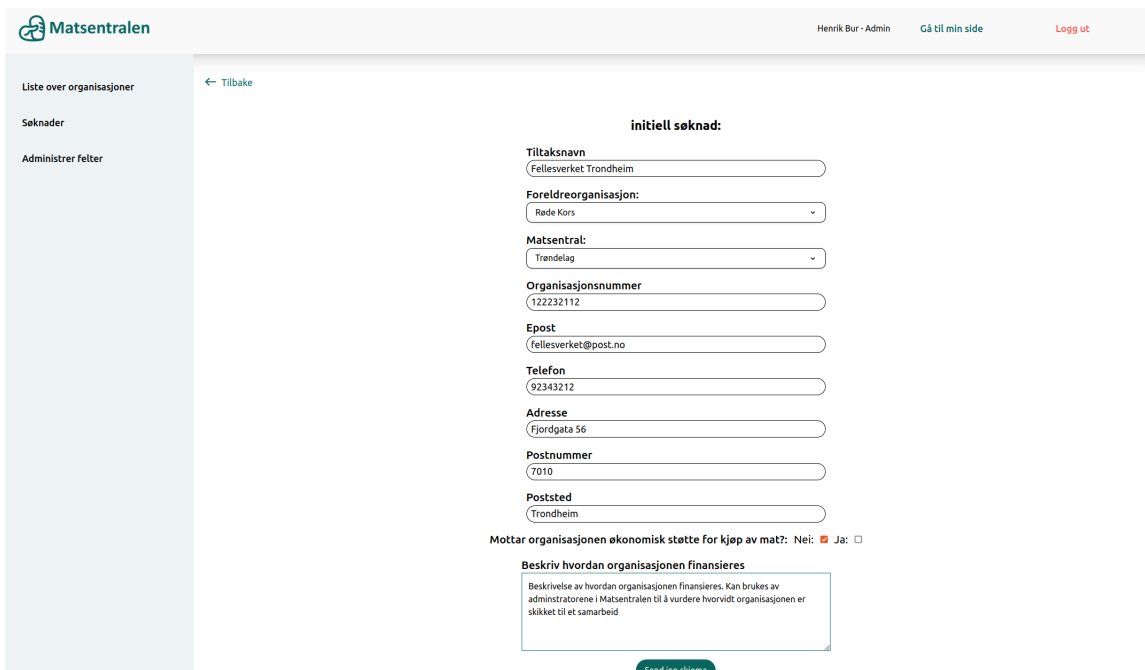 Matsentralen
Henrik Bur - Admin Gå til min side Logg ut
Liste over organisasjoner
Søknader
Administrer felter
← Tilbake
initiell søknad:
Tiltaksnavn
Fellesverket Trondheim
Foreldreorganisasjon:
Røde Kors
Matsentral:
Trøndelag
Organisasjonsnummer
122232112
Epost
fellesverket@post.no
Telefon
92343212
Adresse
Fjordgata 56
Postnummer
7010
Poststed
Trondheim
Mottar organisasjonen økonomisk støtte for kjøp av mat?: Nei: Ja:
Beskriv hvordan organisasjonen finansieres
Beskrivelse av hvordan organisasjonen finansieres. Kan brukes av
adminstratorene i Matsentralen til å vurdere hvorvidt organisasjonen er
skikket til et samarbeid
Send inn skjema